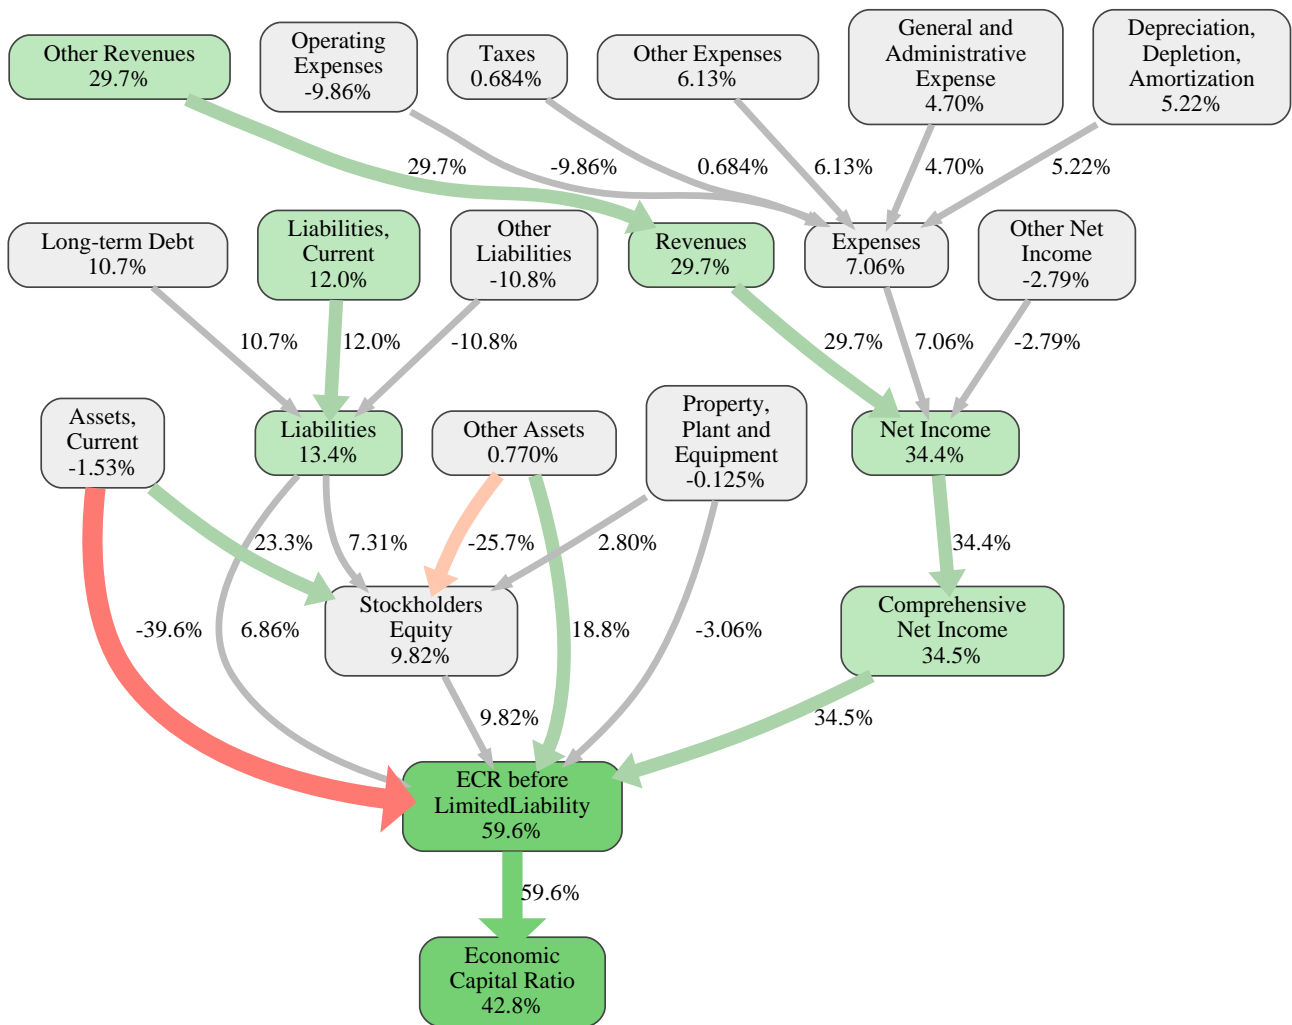 Other Revenues
29.7%
Operating
Expenses
-9.86%
Taxes
0.684%
Other Expenses
6.13%
General and
Administrative
Expense
4.70%
Depreciation,
Depletion,
Amortization
5.22%
29.7%
-9.86%
0.684%
6.13%
4.70%
5.22%
Long-term Debt
10.7%
Liabilities,
Current
12.0%
Other
Liabilities
-10.8%
Revenues
29.7%
Expenses
7.06%
Other Net
Income
-2.79%
10.7%
12.0%
-10.8%
29.7%
7.06%
-2.79%
Assets,
Current
-1.53%
Liabilities
13.4%
Other Assets
0.770%
Property,
Plant and
Equipment
-0.125%
Net Income
34.4%
23.3%
7.31%
-25.7%
2.80%
34.4%
Stockholders
Equity
9.82%
Comprehensive
Net Income
34.5%
-39.6%
6.86%
18.8%
-3.06%
9.82%
34.5%
ECR before
LimitedLiability
59.6%
59.6%
Economic
Capital Ratio
42.8%